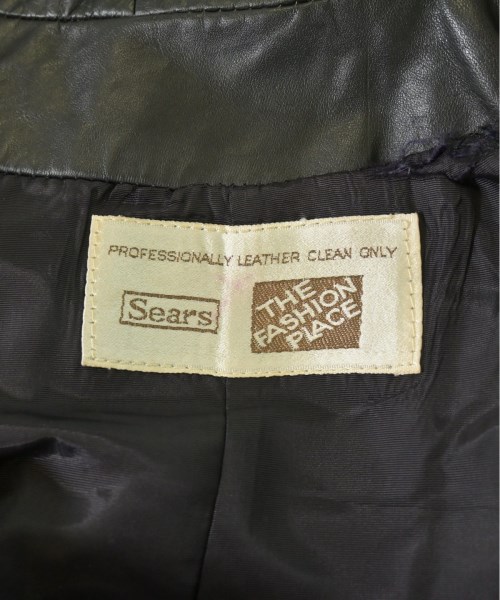 PROFESSIONALLY LEATHER CLEAN ONLY
Sears
THE
FASHION
PLACE